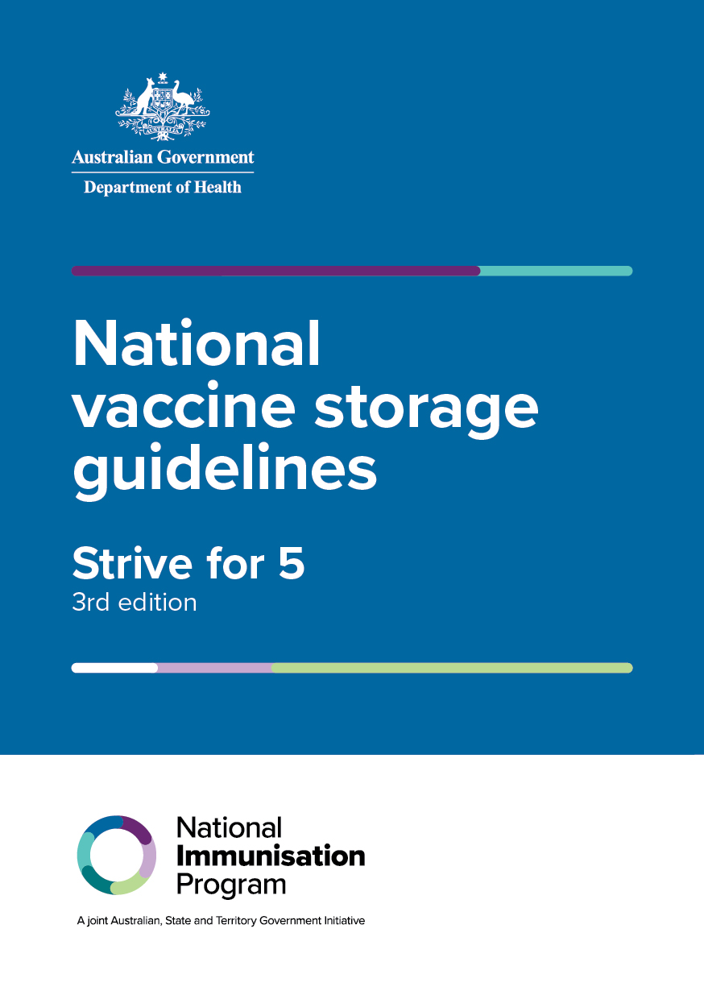 AUSTRALIA
Australian Government
Department of Health
National
vaccine storage
guidelines
Strive for 5
3rd edition
National
Immunisation
Program
A joint Australian, State and Territory Government Initiative